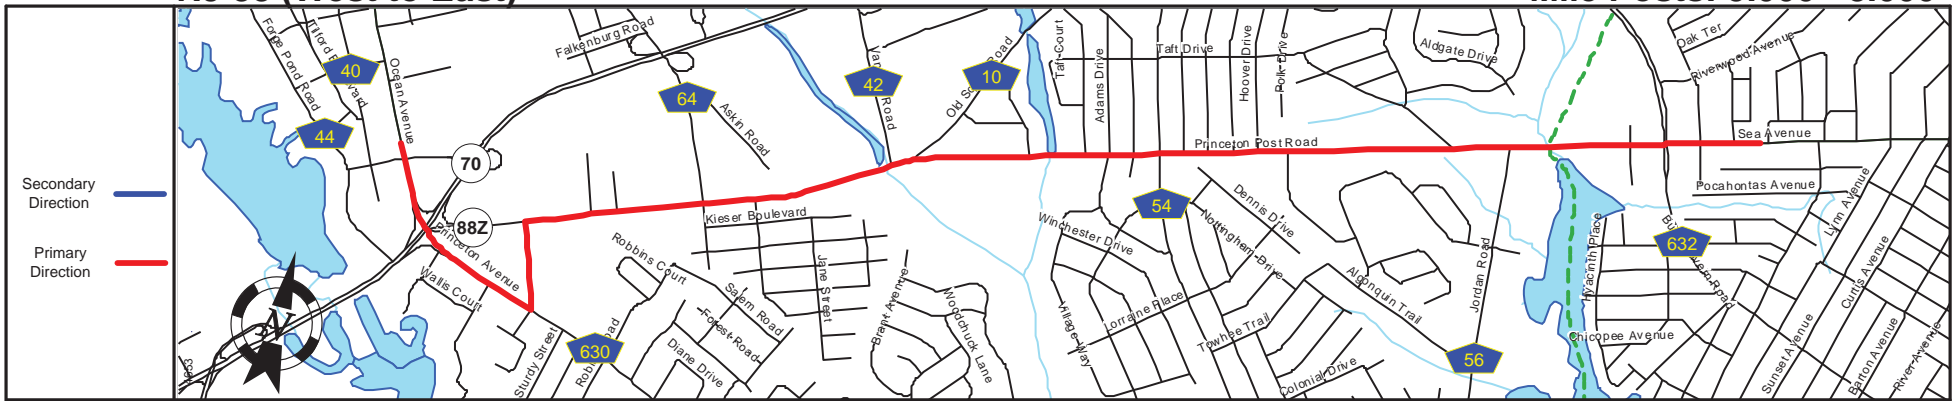 Secondary
Direction
Primary
Direction
Forge Pond Road
40
44
Ocean Avenue
Falkenburg Road
64
Askin Road
70
88Z
42
Road
10
Taft Court
Adams Drive
Taft Drive
Hoover Drive
Polk Drive
Aldgate Drive
Oak Ter
Riverwood Avenue
Princeton Post Road
Sea Avenue
Pocahontas Avenue
Lynn Avenue
Princeton Avenue
Wallis Court
Kieser Boulevard
Robbins Court
Salem Road
Forest Road
Diane Drive
Jane Street
Brant Avenue
Woodchuck Lane
Sturdy Street
630
N
Winchester Drive
54
Dennis Drive
Nottingham Drive
Village Way
Lorraine Place
Towhee Trail
Algonquin Trail
Colonial Drive
Jordan Road
56
Hyacinth Place
632
Chicopee Avenue
Curtis Avenue
Sunset Avenue
Barton Avenue
River Avenue